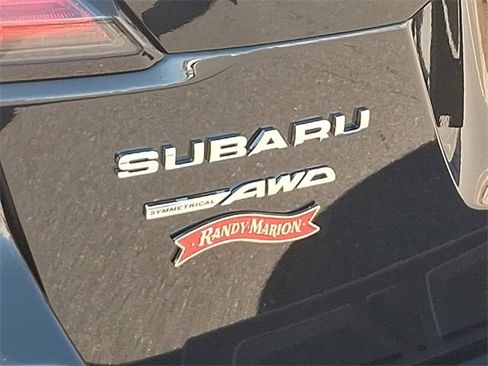 SUBARU
SYMMETRICAL AWD
RANDY MARION